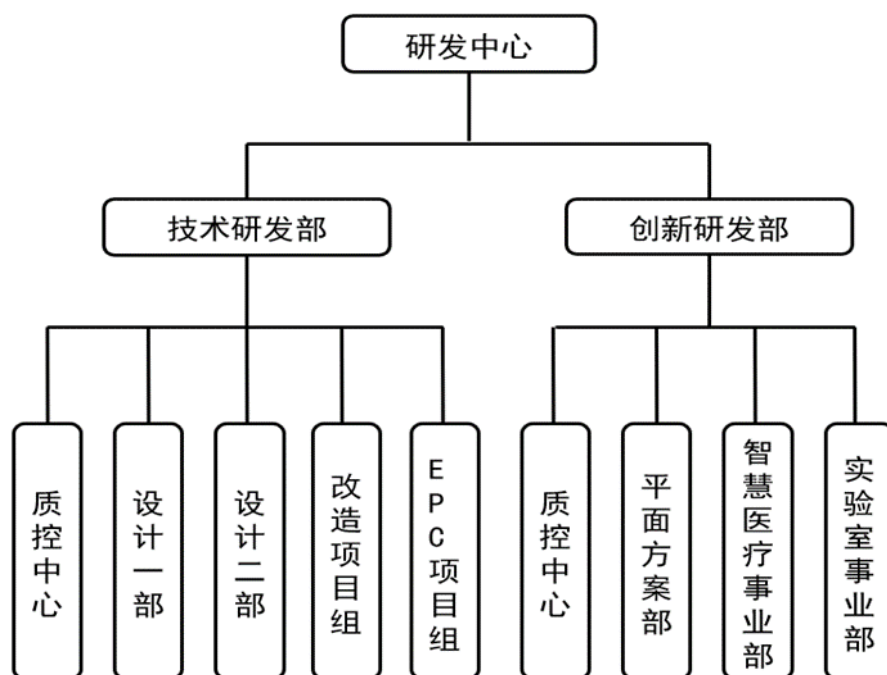 研发中心
技术研发部
创新研发部
质控中心
设计一部
设计二部
改造项目组
EPC项目组
质控中心
平面方案部
智慧医疗事业部
实验室事业部